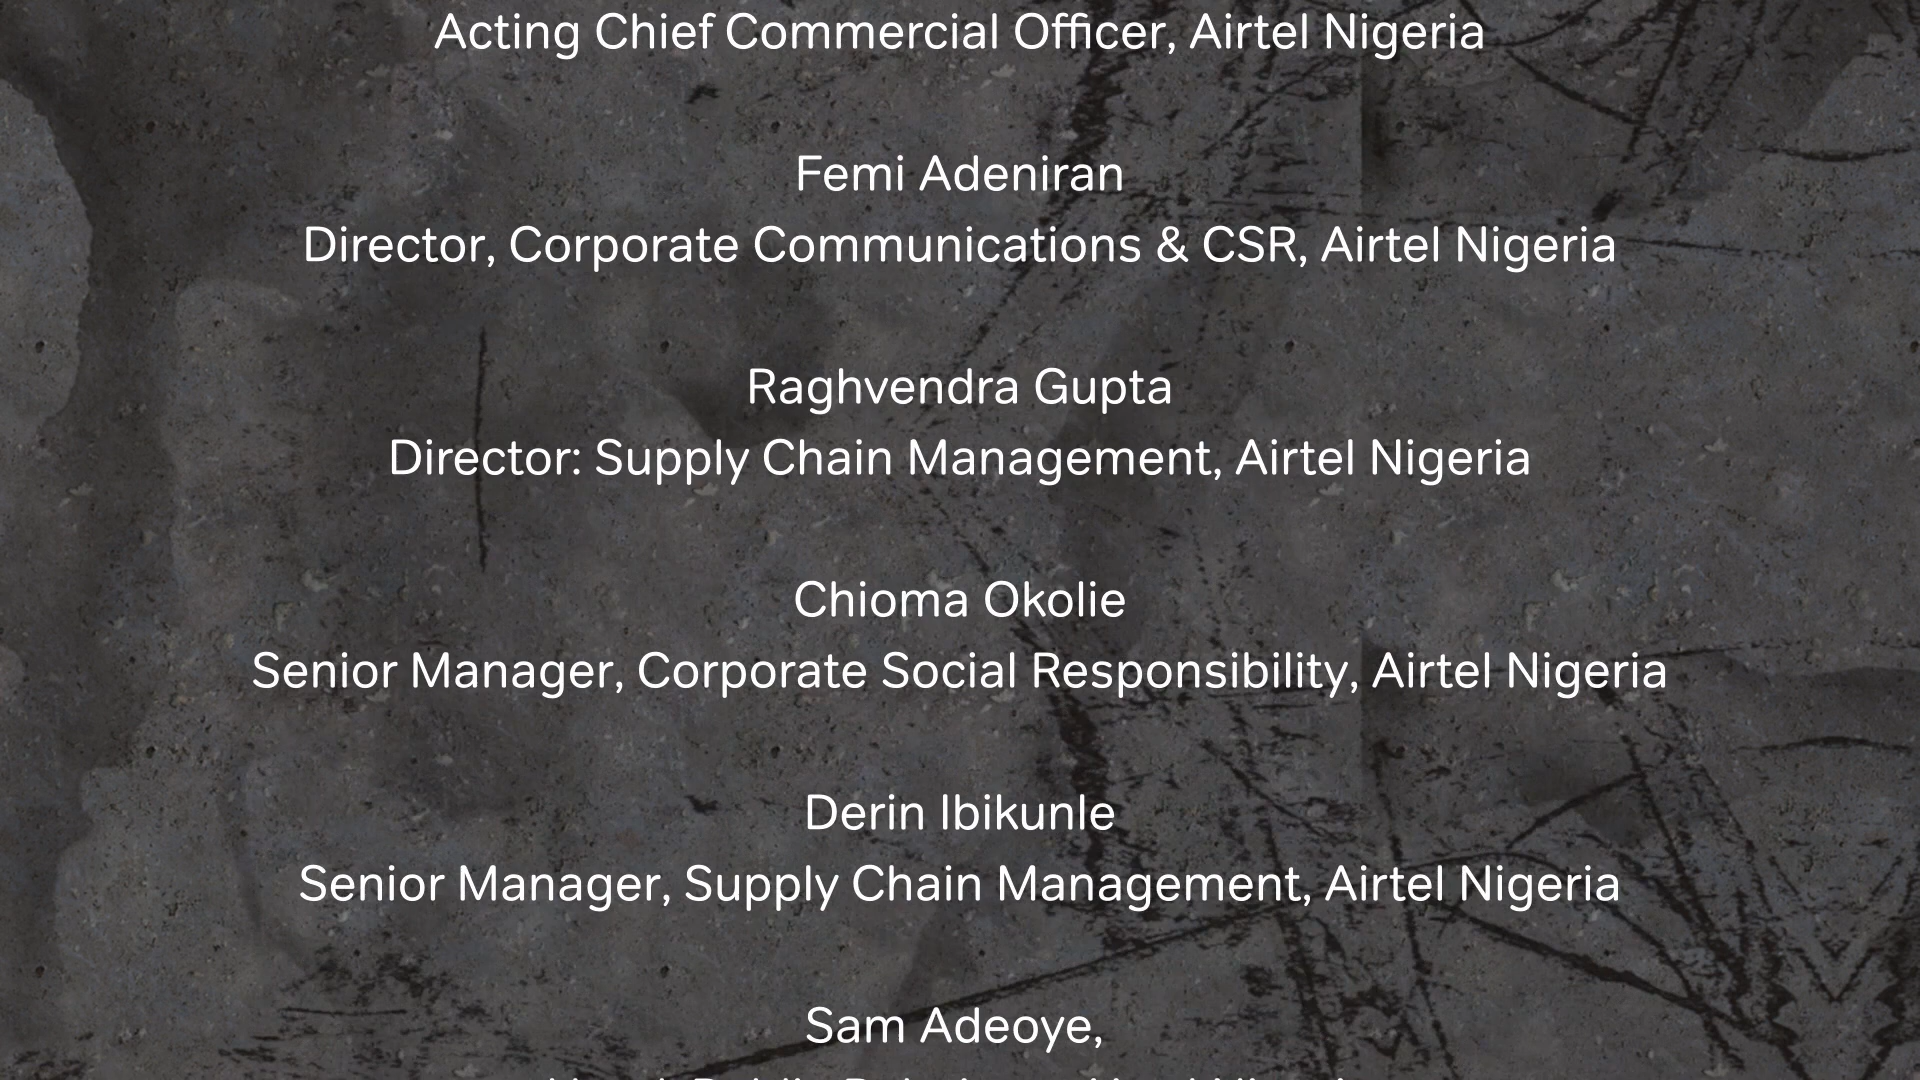 Acting Chief Commercial Officer, Airtel Nigeria
Femi Adeniran
Director, Corporate Communications & CSR, Airtel Nigeria
Raghvendra Gupta
Director: Supply Chain Management, Airtel Nigeria
Chioma Okolie
Senior Manager, Corporate Social Responsibility, Airtel Nigeria
Derin Ibikunle
Senior Manager, Supply Chain Management, Airtel Nigeria
Sam Adeoye,